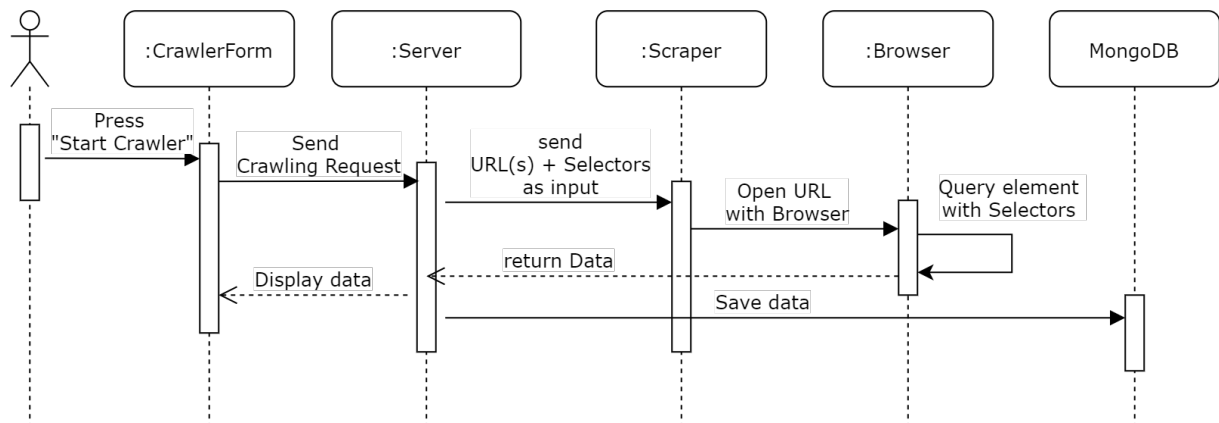 :CrawlerForm
:Server
:Scraper
:Browser
MongoDB
Press
"Start Crawler"
Send
Crawling Request
send
URL(s) + Selectors
as input
Open URL
with Browser
Query element
with Selectors
return Data
Display data
Save data